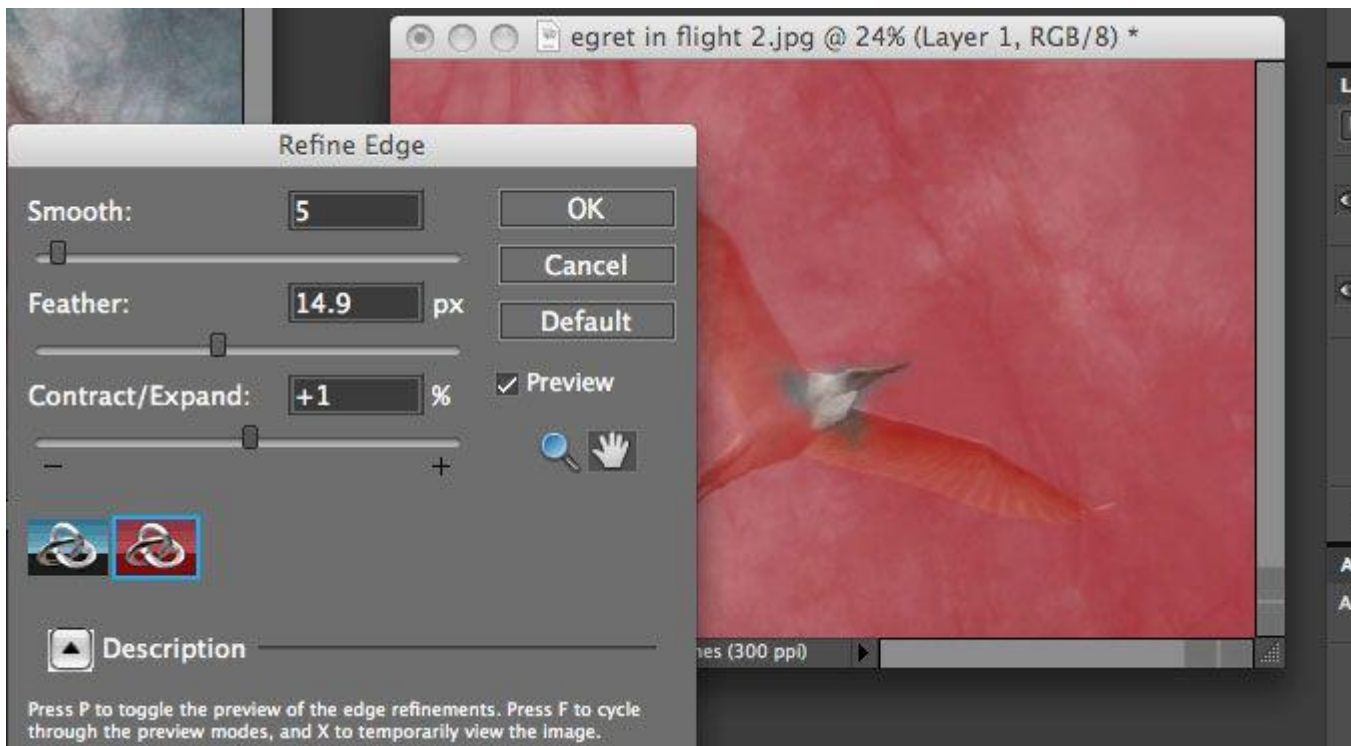 egret in flight 2.jpg @ 24% (Layer 1, RGB/8) *
Refine Edge
Smooth: 5
OK
Cancel
Feather: 14.9 px
Default
Contract/Expand: +1 %
Preview
− +
Description
Press P to toggle the preview of the edge refinements. Press F to cycle
through the preview modes, and X to temporarily view the image.
(300 ppi)
L
A
A